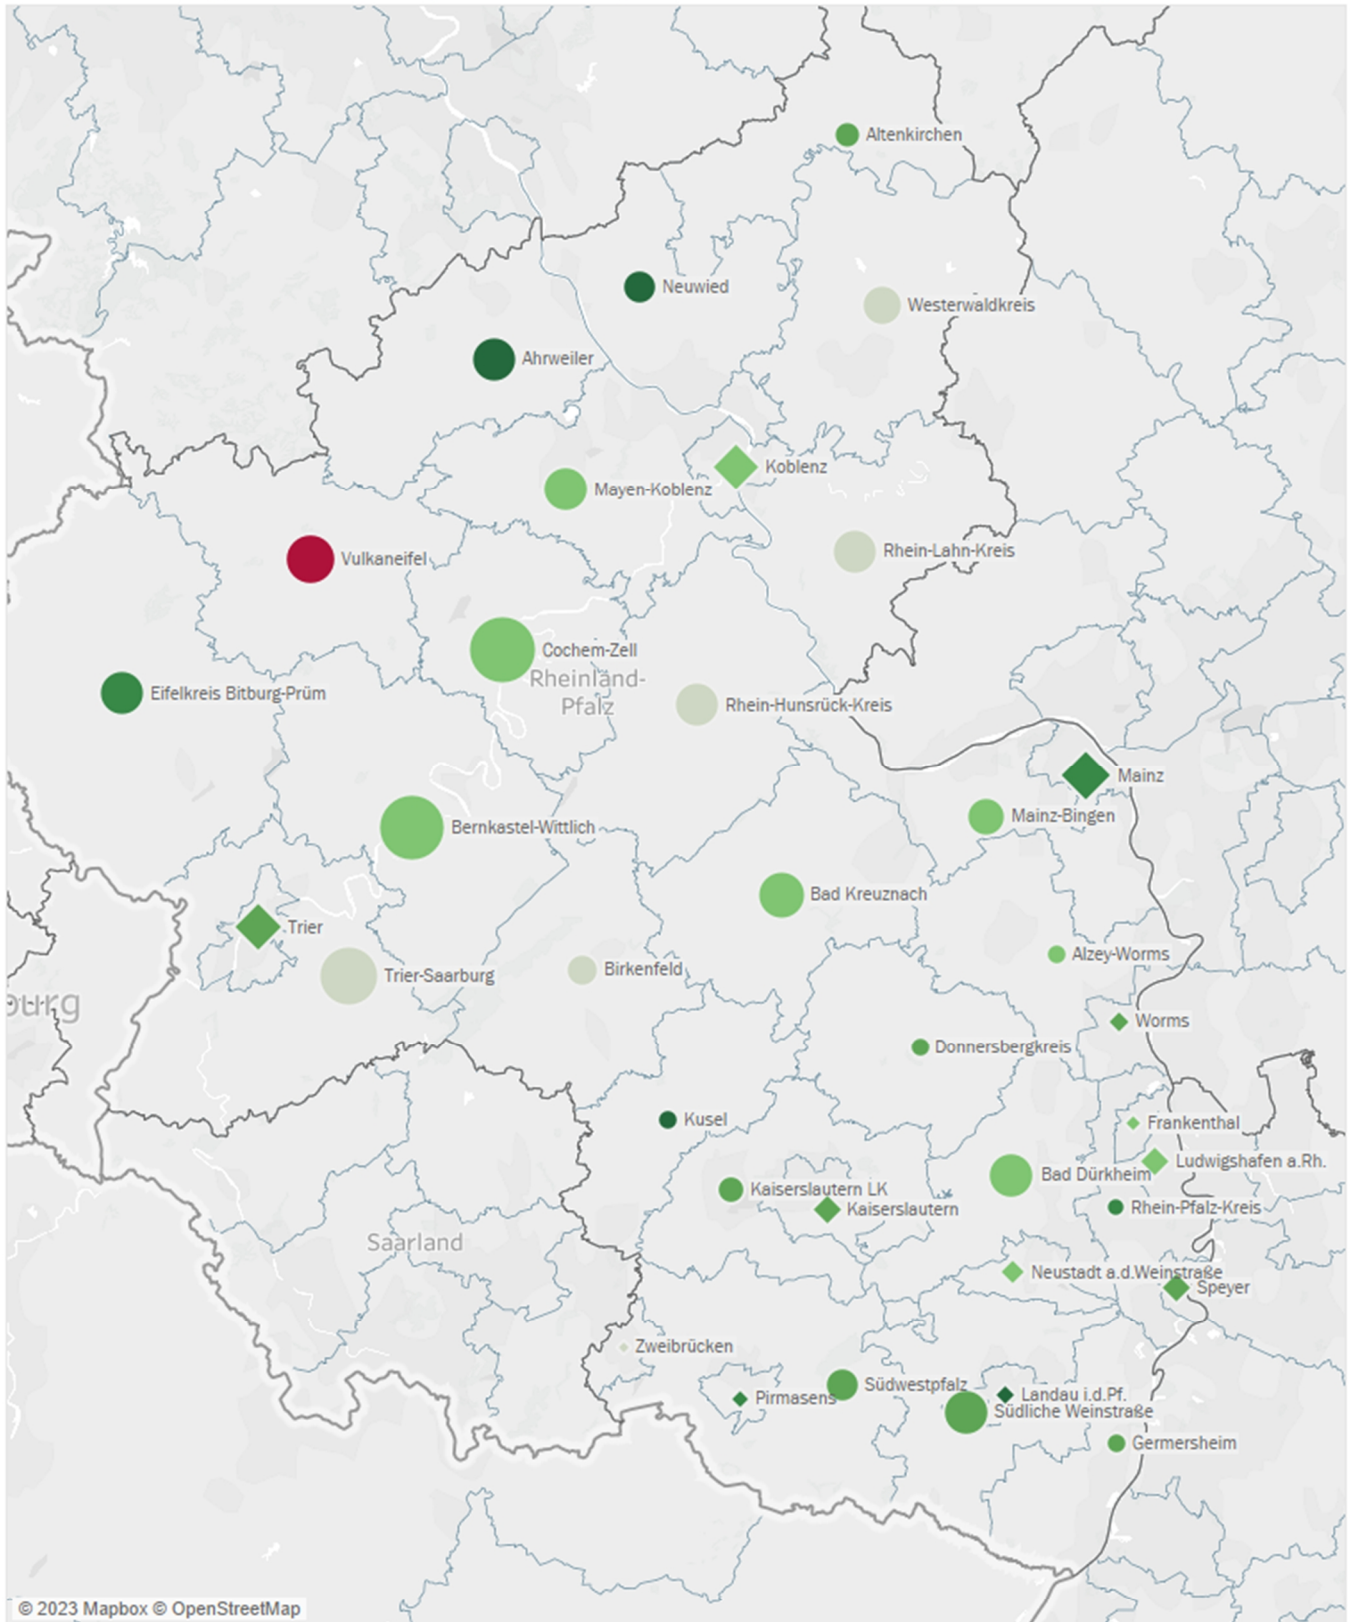 Altenkirchen
Neuwied
Westerwaldkreis
Ahrweiler
Koblenz
Mayen-Koblenz
Rhein-Lahn-Kreis
Vulkaneifel
Cochem-Zell
Rheinland-
Pfalz
Eifelkreis Bitburg-Prüm
Rhein-Hunsrück-Kreis
Mainz
Mainz-Bingen
Bernkastel-Wittlich
Bad Kreuznach
Trier
Alzey-Worms
Birkenfeld
Trier-Saarburg
burg
Worms
Donnersbergkreis
Kusel
Frankenthal
Ludwigshafen a.Rh.
Bad Dürkheim
Kaiserslautern LK
Rhein-Pfalz-Kreis
Kaiserslautern
Saarland
Neustadt a.d.Weinstraße
Speyer
Zweibrücken
Südwestpfalz
Landau i.d.Pf.
Pirmasens
Südliche Weinstraße
Germersheim
© 2023 Mapbox © OpenStreetMap